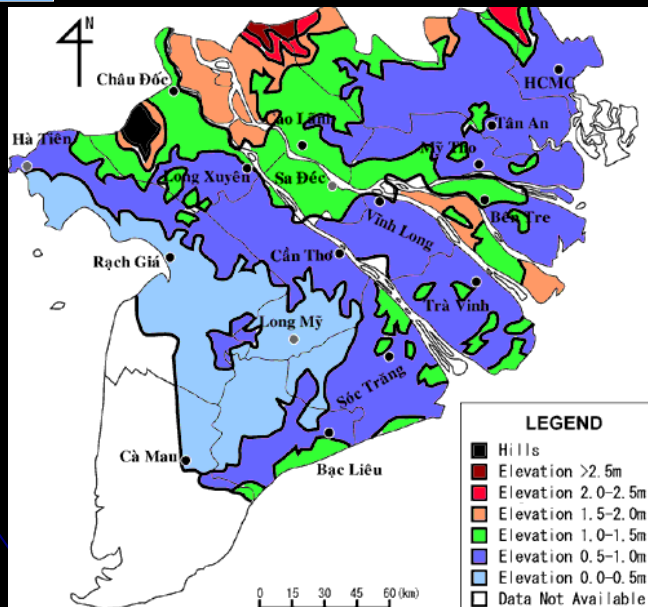 N
Châu Đốc
HCMC
Cao Lãnh
Tân An
Hà Tiên
Mỹ Tho
Long Xuyên
Sa Đéc
Bến Tre
Vĩnh Long
Rạch Giá
Cần Thơ
Trà Vinh
Long Mỹ
Sóc Trăng
Cà Mau
Bạc Liêu
LEGEND
Hills
Elevation >2.5m
Elevation 2.0-2.5m
Elevation 1.5-2.0m
Elevation 1.0-1.5m
Elevation 0.5-1.0m
Elevation 0.0-0.5m
Data Not Available
0 15 30 45 60 (km)